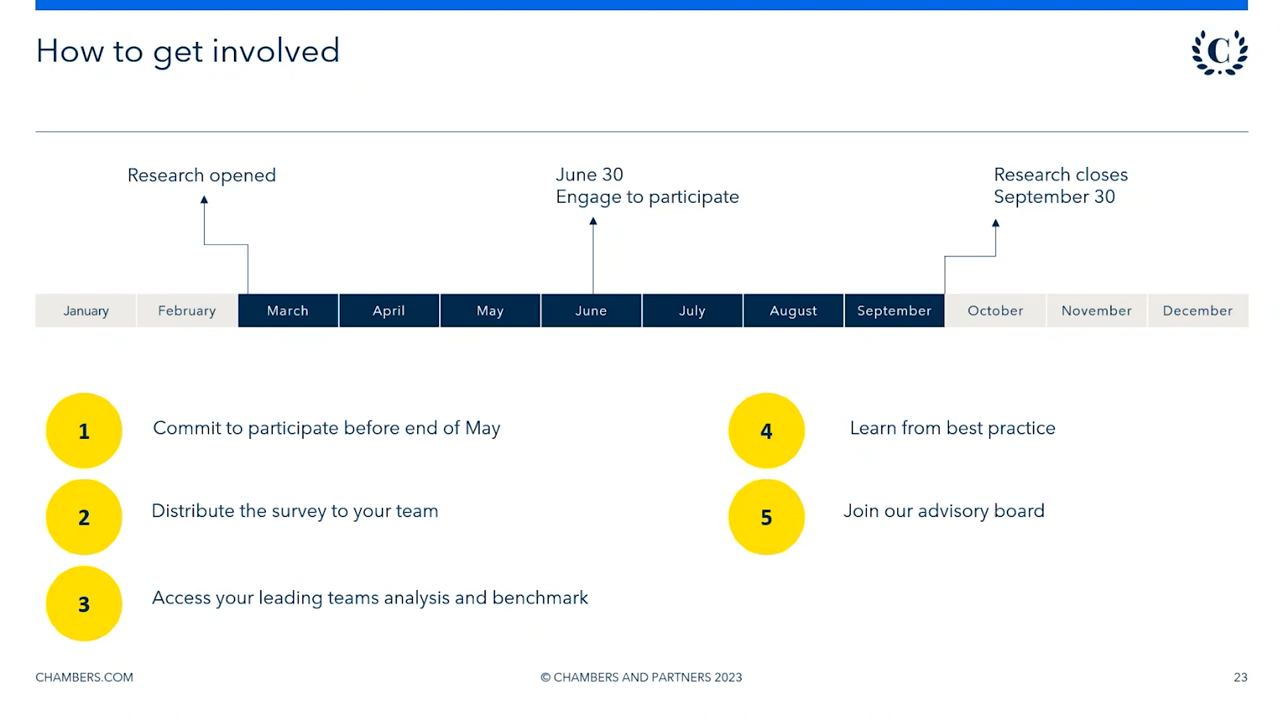 How to get involved
C
Research opened
June 30
Engage to participate
Research closes
September 30
January February March April May June July August September October November December
1 Commit to participate before end of May
2 Distribute the survey to your team
3 Access your leading teams analysis and benchmark
4 Learn from best practice
5 Join our advisory board
CHAMBERS.COM
© CHAMBERS AND PARTNERS 2023
23